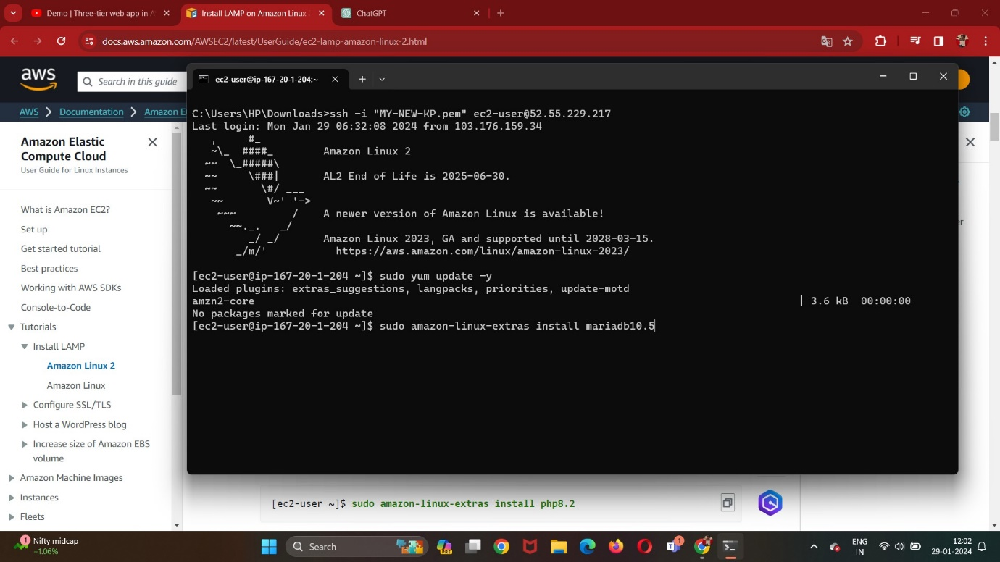 Demo | Three-tier web app in A
Install LAMP on Amazon Linux
ChatGPT
docs.aws.amazon.com/AWSEC2/latest/UserGuide/ec2-lamp-amazon-linux-2.html
aws
Search in this guide
AWS > Documentation > Amazon E
Amazon Elastic
Compute Cloud
User Guide for Linux Instances
What is Amazon EC2?
Set up
Get started tutorial
Best practices
Working with AWS SDKs
Console-to-Code
Tutorials
Install LAMP
Amazon Linux 2
Amazon Linux
Configure SSL/TLS
Host a WordPress blog
Increase size of Amazon EBS
volume
Amazon Machine Images
Instances
Fleets
ec2-user@ip-167-20-1-204:~
C:\Users\HP\Downloads>ssh -i "MY-NEW-KP.pem" ec2-user@52.55.229.217
Last login: Mon Jan 29 06:32:08 2024 from 103.176.159.34
   ,     #_
   ~\_  ####_        Amazon Linux 2
  ~~  \_#####\
  ~~     \###|       AL2 End of Life is 2025-06-30.
  ~~       \#/ ___
   ~~       V~' '->
    ~~~         /    A newer version of Amazon Linux is available!
      ~~._.   _/
         _/ _/       Amazon Linux 2023, GA and supported until 2028-03-15.
       _/m/'           https://aws.amazon.com/linux/amazon-linux-2023/
[ec2-user@ip-167-20-1-204 ~]$ sudo yum update -y
Loaded plugins: extras_suggestions, langpacks, priorities, update-motd
amzn2-core | 3.6 kB 00:00:00
No packages marked for update
[ec2-user@ip-167-20-1-204 ~]$ sudo amazon-linux-extras install mariadb10.5
[ec2-user ~]$ sudo amazon-linux-extras install php8.2
1
Nifty midcap
+1.06%
Search
PRE
1
ENG
IN
12:02
29-01-2024